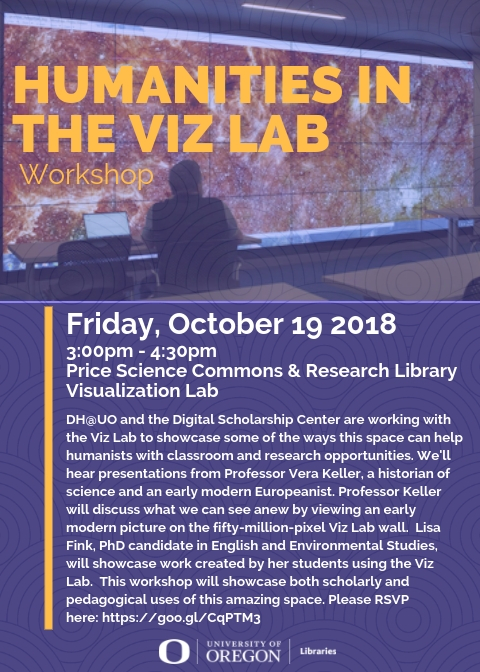 HUMANITIES IN
THE VIZ LAB
Workshop
Friday, October 19 2018
3:00pm - 4:30pm
Price Science Commons & Research Library
Visualization Lab
DH@UO and the Digital Scholarship Center are working with
the Viz Lab to showcase some of the ways this space can help
humanists with classroom and research opportunities. We'll
hear presentations from Professor Vera Keller, a historian of
science and an early modern Europeanist. Professor Keller
will discuss what we can see anew by viewing an early
modern picture on the fifty-million-pixel Viz Lab wall.  Lisa
Fink, PhD candidate in English and Environmental Studies,
will showcase work created by her students using the Viz
Lab.  This workshop will showcase both scholarly and
pedagogical uses of this amazing space. Please RSVP
here: https://goo.gl/CqPTM3
UNIVERSITY OF
OREGON
Libraries